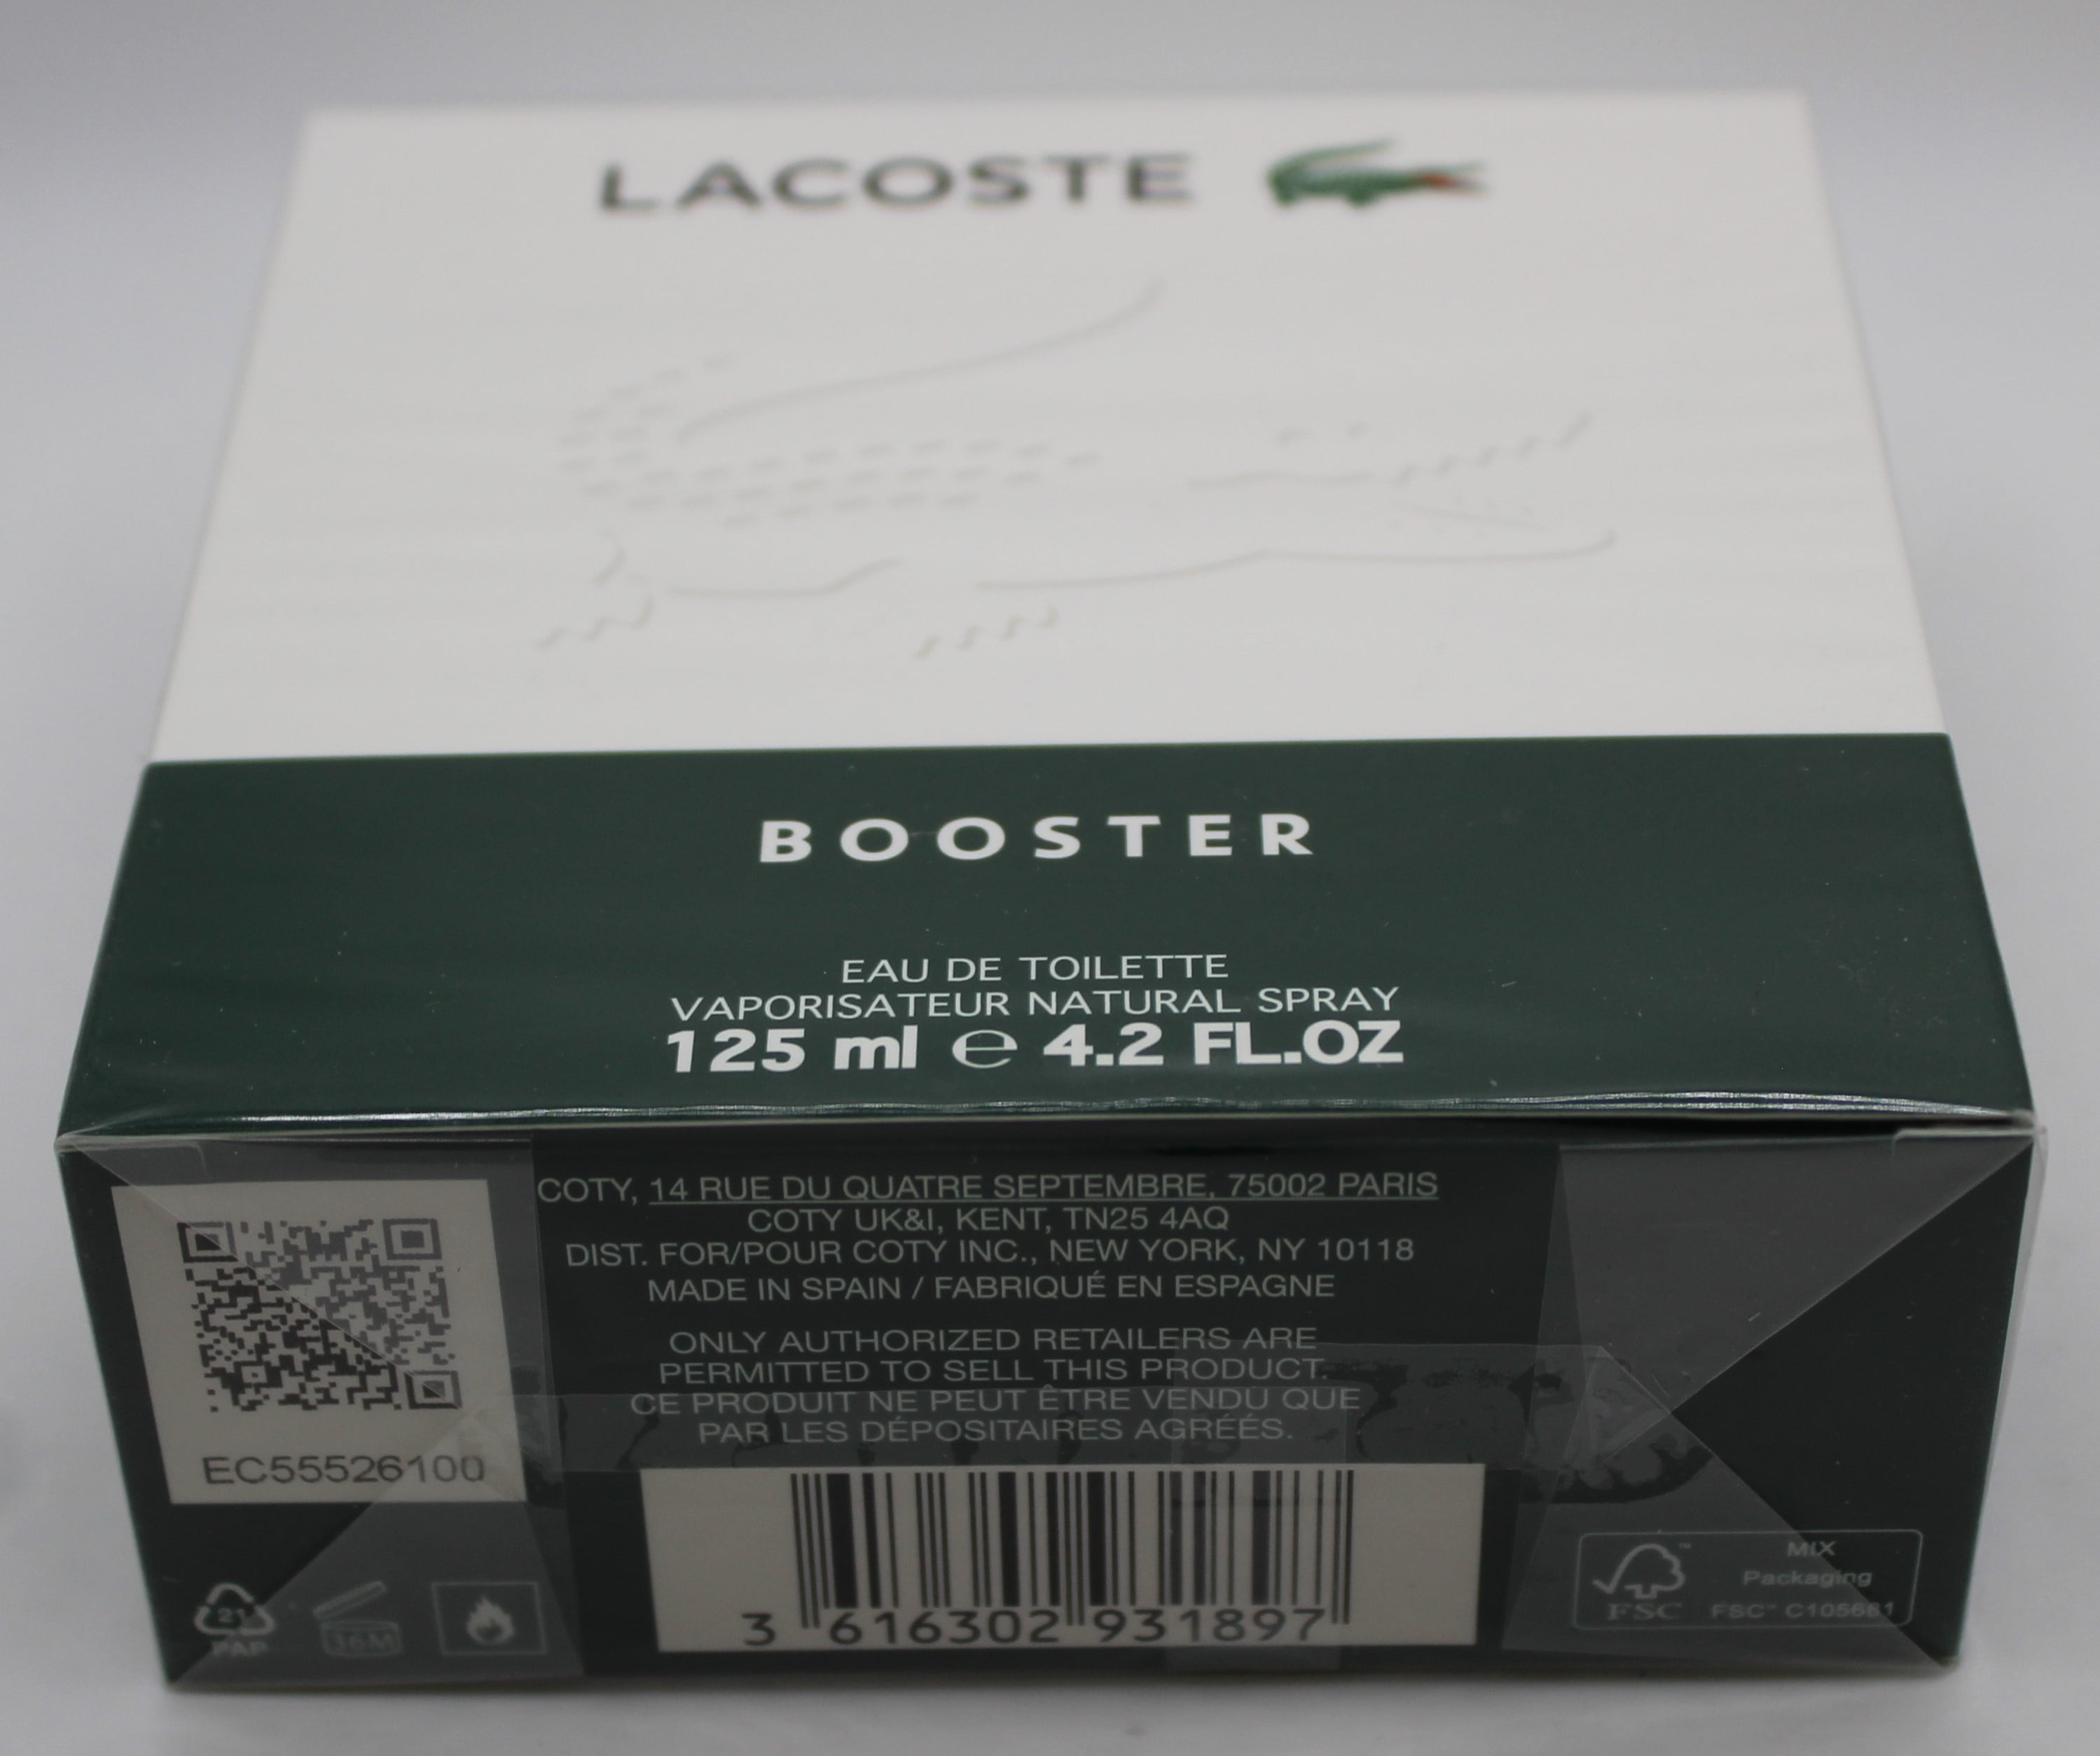 LACOSTE
BOOSTER
EAU DE TOILETTE
VAPORISATEUR NATURAL SPRAY
125 ml ℮ 4.2 FL.OZ
COTY, 14 RUE DU QUATRE SEPTEMBRE, 75002 PARIS
COTY UK&I, KENT, TN25 4AQ
DIST. FOR/POUR COTY INC., NEW YORK, NY 10118
MADE IN SPAIN / FABRIQUÉ EN ESPAGNE
ONLY AUTHORIZED RETAILERS ARE
PERMITTED TO SELL THIS PRODUCT.
CE PRODUIT NE PEUT ÊTRE VENDU QUE
PAR LES DÉPOSITAIRES AGRÉÉS.
EC55526100
21
PAP
36M
3 616302 931897
FSC™
MIX
Packaging
FSC™ C105661